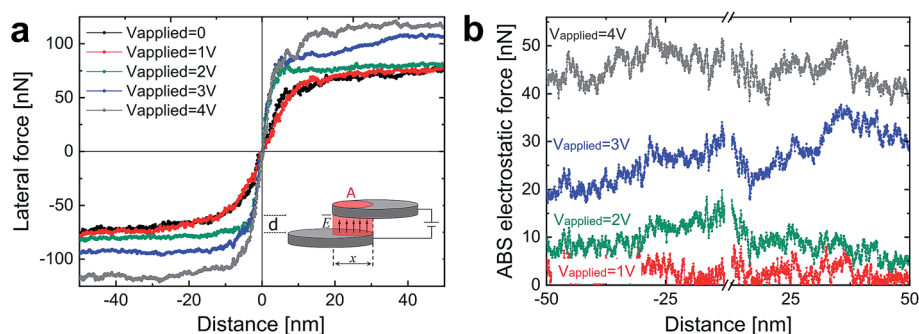 a
Lateral force [nN]
100
50
0
-50
-100
Vapplied=0
Vapplied=1V
Vapplied=2V
Vapplied=3V
Vapplied=4V
A
d
E
x
-40
-20
0
20
40
Distance [nm]
b
ABS electrostatic force [nN]
50
40
30
20
10
0
Vapplied=4V
Vapplied=3V
Vapplied=2V
Vapplied=1V
-50
-25
25
50
Distance [nm]